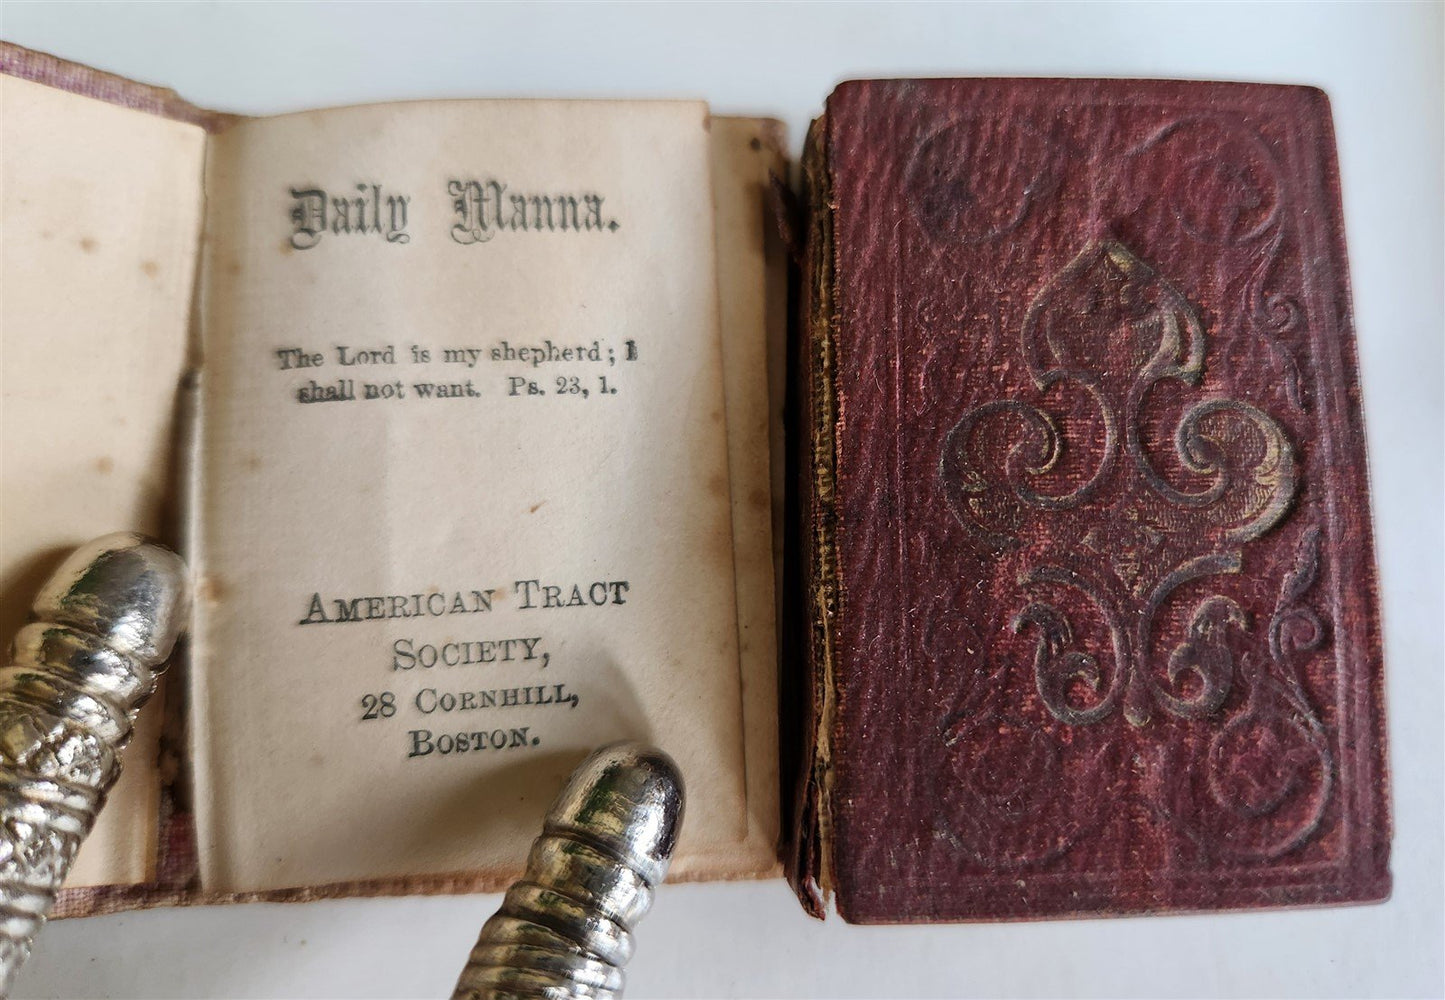 Daily Manna.
The Lord is my shepherd; I
shall not want. Ps. 23, 1.
AMERICAN TRACT
SOCIETY,
28 CORNHILL,
BOSTON.